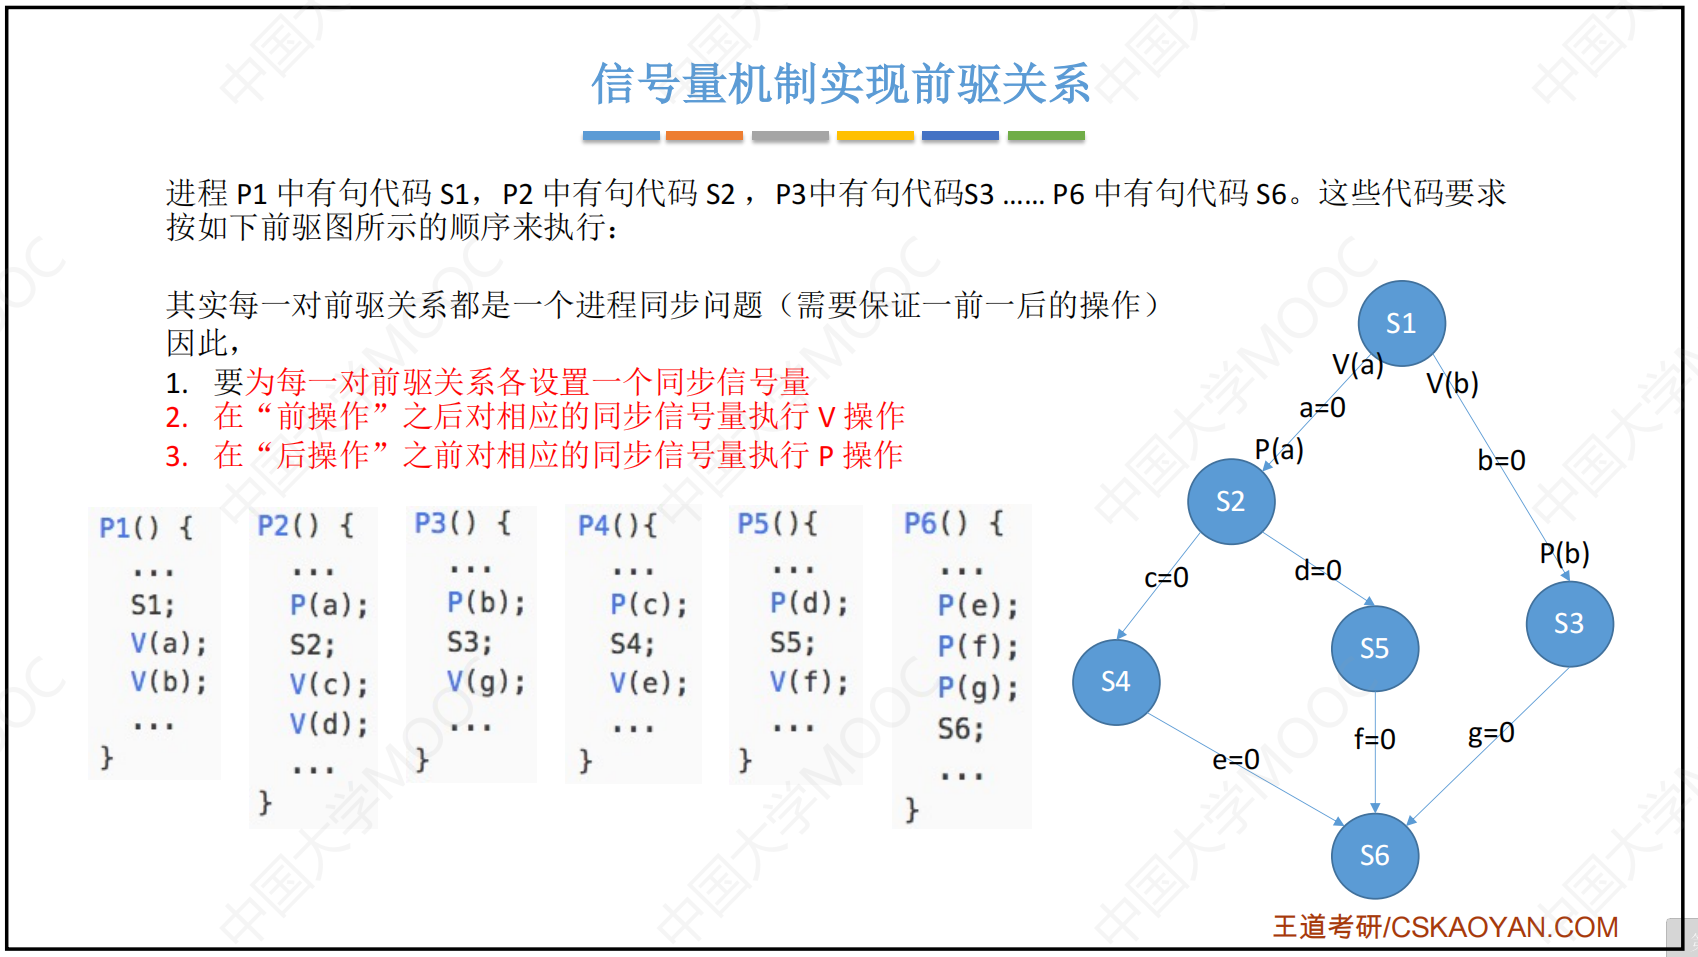 信号量机制实现前驱关系
进程 P1 中有句代码 S1，P2 中有句代码 S2 ，P3中有句代码S3 …… P6 中有句代码 S6。这些代码要求
按如下前驱图所示的顺序来执行：
其实每一对前驱关系都是一个进程同步问题（需要保证一前一后的操作）
因此，
1. 要为每一对前驱关系各设置一个同步信号量
2. 在“前操作”之后对相应的同步信号量执行 V 操作
3. 在“后操作”之前对相应的同步信号量执行 P 操作
P1() {
...
S1;
V(a);
V(b);
...
}
P2() {
...
P(a);
S2;
V(c);
V(d);
...
}
P3() {
...
P(b);
S3;
V(g);
...
}
P4(){
...
P(c);
S4;
V(e);
...
}
P5(){
...
P(d);
S5;
V(f);
...
}
P6() {
...
P(e);
P(f);
P(g);
S6;
...
}
S1
V(a)
V(b)
a=0
P(a)
b=0
S2
P(b)
c=0
d=0
S3
S5
S4
e=0
f=0
g=0
S6
王道考研/CSKAOYAN.COM
中国大学MOOC